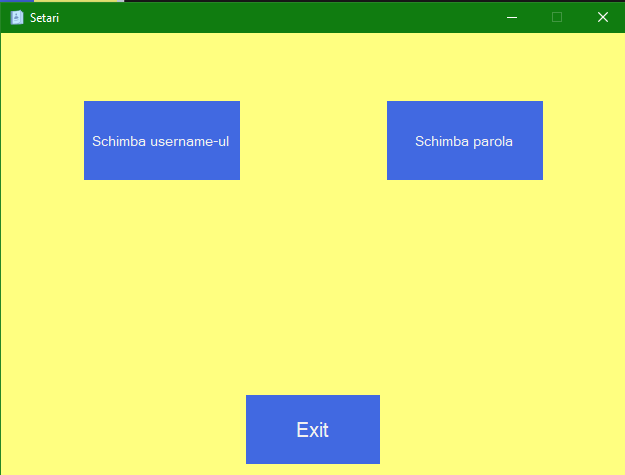 Setari
Schimba username-ul
Schimba parola
Exit